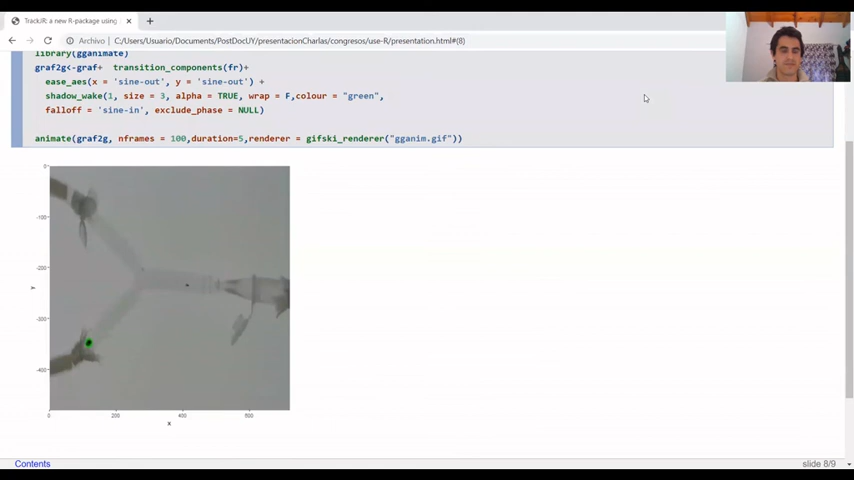 TrackJR: a new R-package using
Archivo
C:/Users/Usuario/Documents/PostDocUY/presentacionCharlas/congresos/use-R/presentation.html#(8)
library(gganimate)
graf2g<-graf+ transition_components(fr)+
ease_aes(x = 'sine-out', y = 'sine-out') +
shadow_wake(1, size = 3, alpha = TRUE, wrap = F,colour = "green",
falloff = 'sine-in', exclude_phase = NULL)
animate(graf2g, nframes = 100,duration=5,renderer = gifski_renderer("gganim.gif"))
0
-100
-200
Y
-300
-400
0 200 400 600
X
Contents
slide 8/9